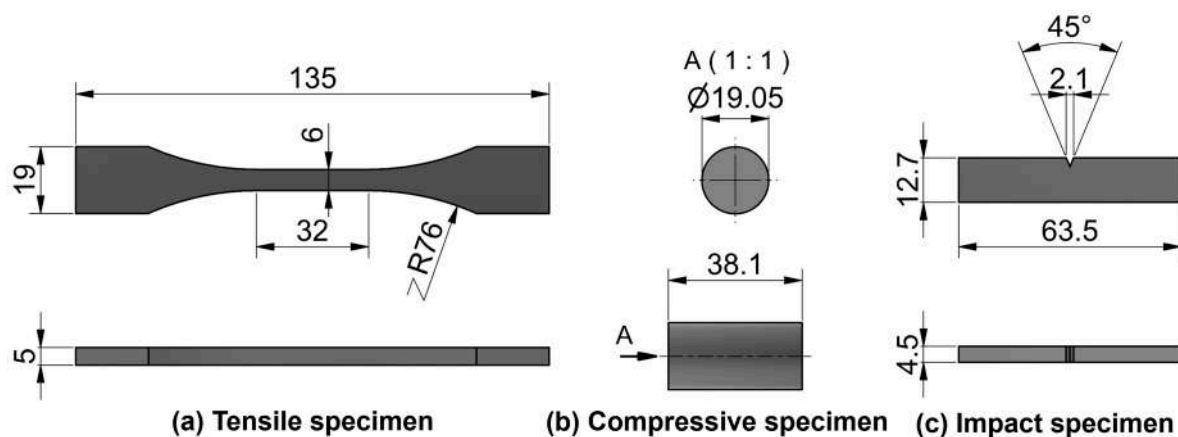 135
19
6
32
R76
5
(a) Tensile specimen
A ( 1 : 1 )
Ø19.05
38.1
A
(b) Compressive specimen
45°
2.1
12.7
63.5
4.5
(c) Impact specimen